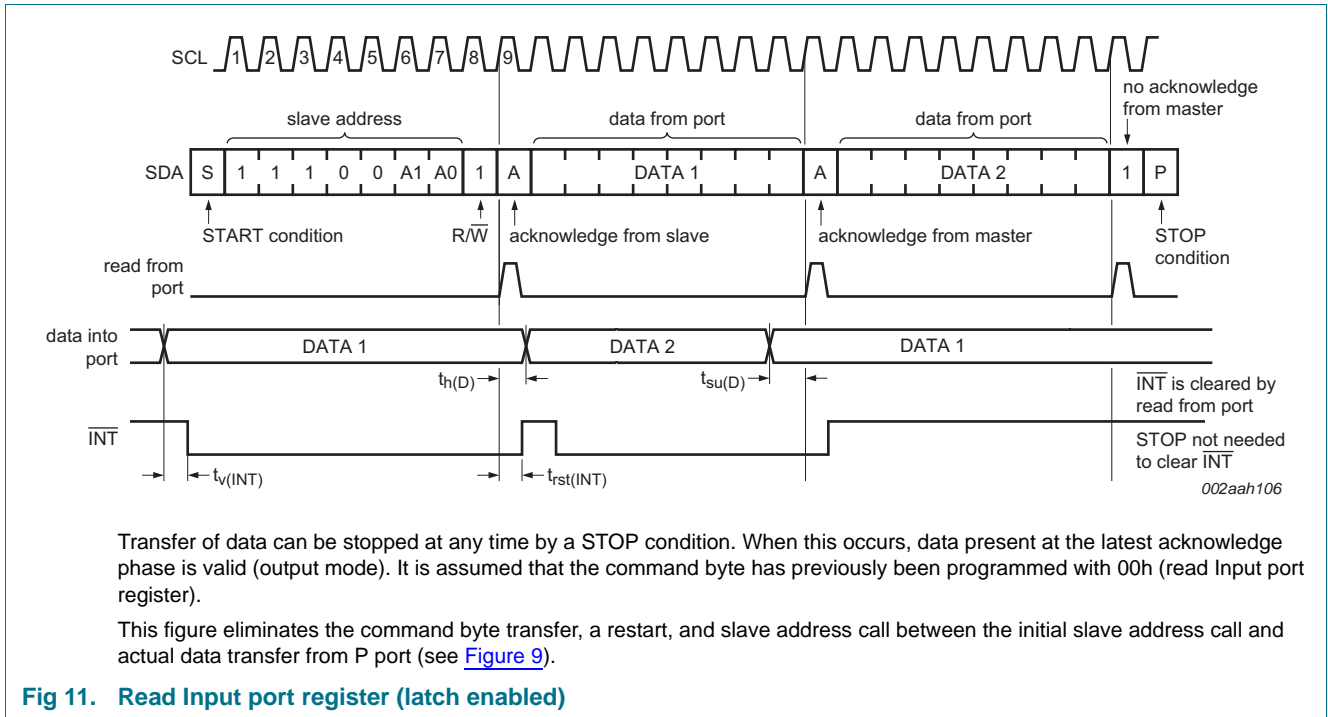 SCL 1 2 3 4 5 6 7 8 9
no acknowledge
from master
slave address data from port data from port
SDA S 1 1 1 0 0 A1 A0 1 A DATA 1 A DATA 2 1 P
START condition R/W acknowledge from slave acknowledge from master STOP
condition
read from
port
data into
port
DATA 1 DATA 2 DATA 1
th(D) tsu(D)
INT is cleared by
read from port
INT
STOP not needed
to clear INT
tv(INT) trst(INT)
002aah106
Transfer of data can be stopped at any time by a STOP condition. When this occurs, data present at the latest acknowledge
phase is valid (output mode). It is assumed that the command byte has previously been programmed with 00h (read Input port
register).
This figure eliminates the command byte transfer, a restart, and slave address call between the initial slave address call and
actual data transfer from P port (see Figure 9).
Fig 11. Read Input port register (latch enabled)